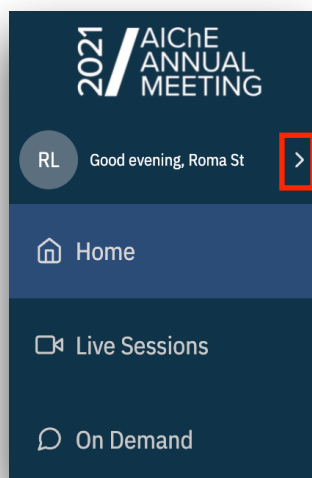 2021
AIChE
ANNUAL
MEETING
RL
Good evening, Roma St
Home
Live Sessions
On Demand